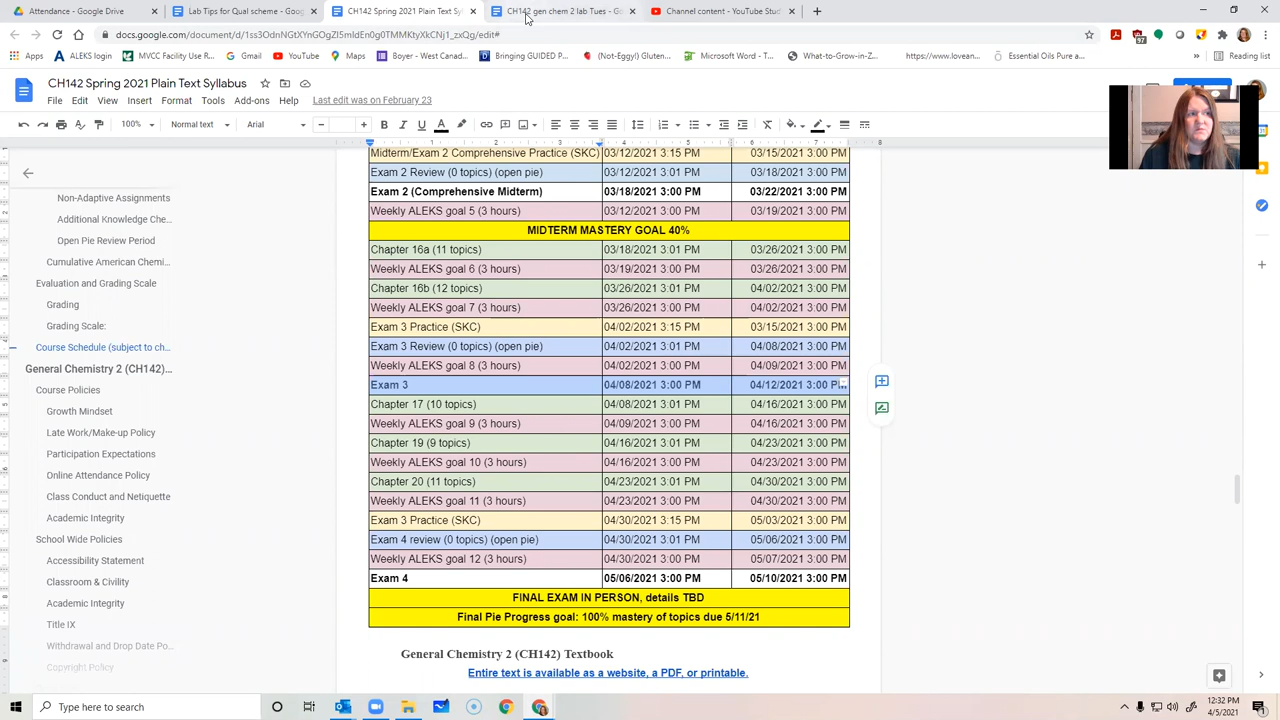 Attendance - Google Drive
Lab Tips for Qual scheme - Goog
CH142 Spring 2021 Plain Text Syl
CH142 gen chem 2 lab Tues - Go
Channel content - YouTube Stud
docs.google.com/document/d/1ss3OdnNGtXYnGOgZI5mIdEn0g0TMMKtyXkCNj1_zxQg/edit#
Apps
ALEKS login
MVCC Facility Use R...
YouTube
Maps
Boyer - West Canad...
Bringing GUIDED P...
(Not-Eggy!) Gluten...
Microsoft Word - T...
What-to-Grow-in-Z...
https://www.lovean...
Essential Oils Pure a...
Reading list
CH142 Spring 2021 Plain Text Syllabus
File Edit View Insert Format Tools Add-ons Help Last edit was on February 23
100% Normal text Arial
Non-Adaptive Assignments
Additional Knowledge Che...
Open Pie Review Period
Cumulative American Chemi...
Evaluation and Grading Scale
Grading
Grading Scale:
Course Schedule (subject to ch...
General Chemistry 2 (CH142)...
Course Policies
Growth Mindset
Late Work/Make-up Policy
Participation Expectations
Online Attendance Policy
Class Conduct and Netiquette
Academic Integrity
School Wide Policies
Accessibility Statement
Classroom & Civility
Academic Integrity
Title IX
Withdrawal and Drop Date Po...
Copyright Policy
Midterm/Exam 2 Comprehensive Practice (SKC) 03/12/2021 3:15 PM 03/15/2021 3:00 PM
Exam 2 Review (0 topics) (open pie) 03/12/2021 3:01 PM 03/18/2021 3:00 PM
Exam 2 (Comprehensive Midterm) 03/18/2021 3:00 PM 03/22/2021 3:00 PM
Weekly ALEKS goal 5 (3 hours) 03/12/2021 3:00 PM 03/19/2021 3:00 PM
MIDTERM MASTERY GOAL 40%
Chapter 16a (11 topics) 03/18/2021 3:01 PM 03/26/2021 3:00 PM
Weekly ALEKS goal 6 (3 hours) 03/19/2021 3:00 PM 03/26/2021 3:00 PM
Chapter 16b (12 topics) 03/26/2021 3:01 PM 04/02/2021 3:00 PM
Weekly ALEKS goal 7 (3 hours) 03/26/2021 3:00 PM 04/02/2021 3:00 PM
Exam 3 Practice (SKC) 04/02/2021 3:15 PM 03/15/2021 3:00 PM
Exam 3 Review (0 topics) (open pie) 04/02/2021 3:01 PM 04/08/2021 3:00 PM
Weekly ALEKS goal 8 (3 hours) 04/02/2021 3:00 PM 04/09/2021 3:00 PM
Exam 3 04/08/2021 3:00 PM 04/12/2021 3:00 PM
Chapter 17 (10 topics) 04/08/2021 3:01 PM 04/16/2021 3:00 PM
Weekly ALEKS goal 9 (3 hours) 04/09/2021 3:00 PM 04/16/2021 3:00 PM
Chapter 19 (9 topics) 04/16/2021 3:01 PM 04/23/2021 3:00 PM
Weekly ALEKS goal 10 (3 hours) 04/16/2021 3:00 PM 04/23/2021 3:00 PM
Chapter 20 (11 topics) 04/23/2021 3:01 PM 04/30/2021 3:00 PM
Weekly ALEKS goal 11 (3 hours) 04/23/2021 3:00 PM 04/30/2021 3:00 PM
Exam 3 Practice (SKC) 04/30/2021 3:15 PM 05/03/2021 3:00 PM
Exam 4 review (0 topics) (open pie) 04/30/2021 3:01 PM 05/06/2021 3:00 PM
Weekly ALEKS goal 12 (3 hours) 04/30/2021 3:00 PM 05/07/2021 3:00 PM
Exam 4 05/06/2021 3:00 PM 05/10/2021 3:00 PM
FINAL EXAM IN PERSON, details TBD
Final Pie Progress goal: 100% mastery of topics due 5/11/21
General Chemistry 2 (CH142) Textbook
Entire text is available as a website, a PDF, or printable.
Type here to search
12:32 PM
4/5/2021